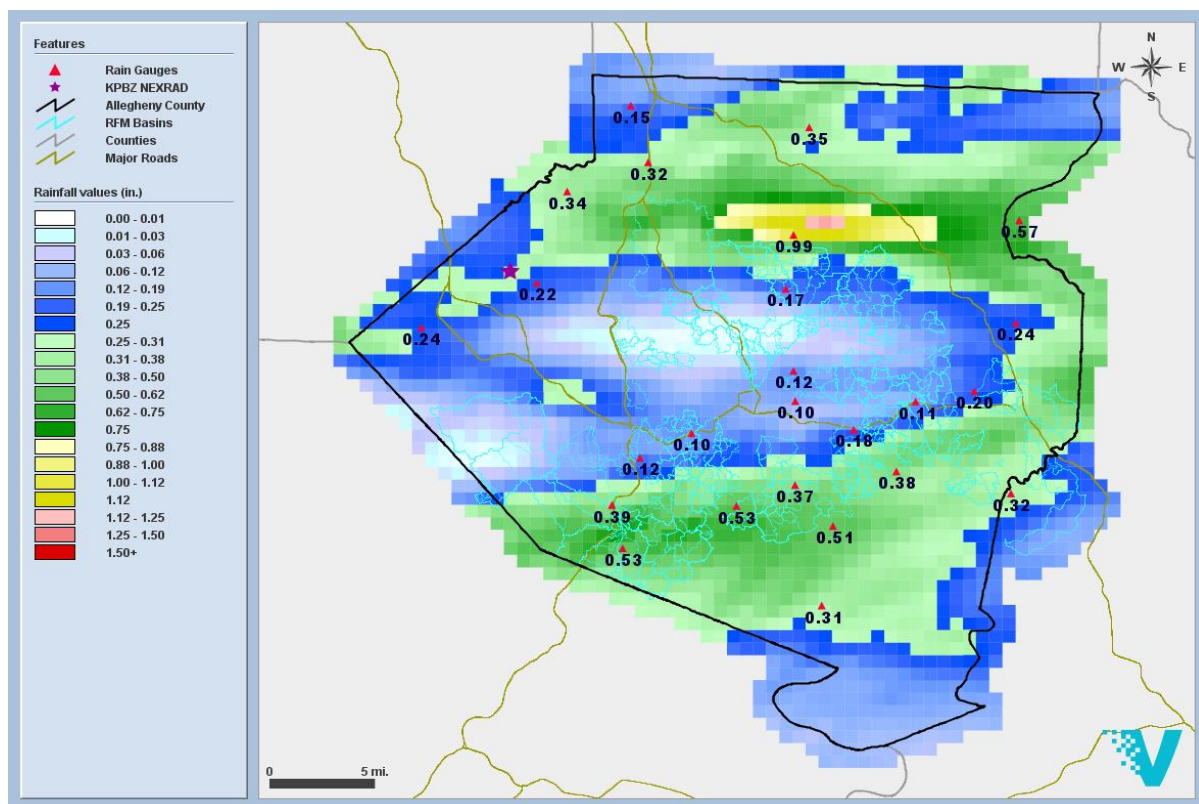 Features
Rain Gauges
KPBZ NEXRAD
Allegheny County
RFM Basins
Counties
Major Roads
Rainfall values (in.)
0.00 - 0.01
0.01 - 0.03
0.03 - 0.06
0.06 - 0.12
0.12 - 0.19
0.19 - 0.25
0.25
0.25 - 0.31
0.31 - 0.38
0.38 - 0.50
0.50 - 0.62
0.62 - 0.75
0.75
0.75 - 0.88
0.88 - 1.00
1.00 - 1.12
1.12
1.12 - 1.25
1.25 - 1.50
1.50+
N
W E
S
0.15
0.35
0.32
0.34
0.57
0.99
0.22
0.17
0.24
0.24
0.12
0.20
0.10
0.11
0.10
0.18
0.12
0.38
0.37
0.32
0.39
0.53
0.51
0.53
0.31
0 5 mi.
V